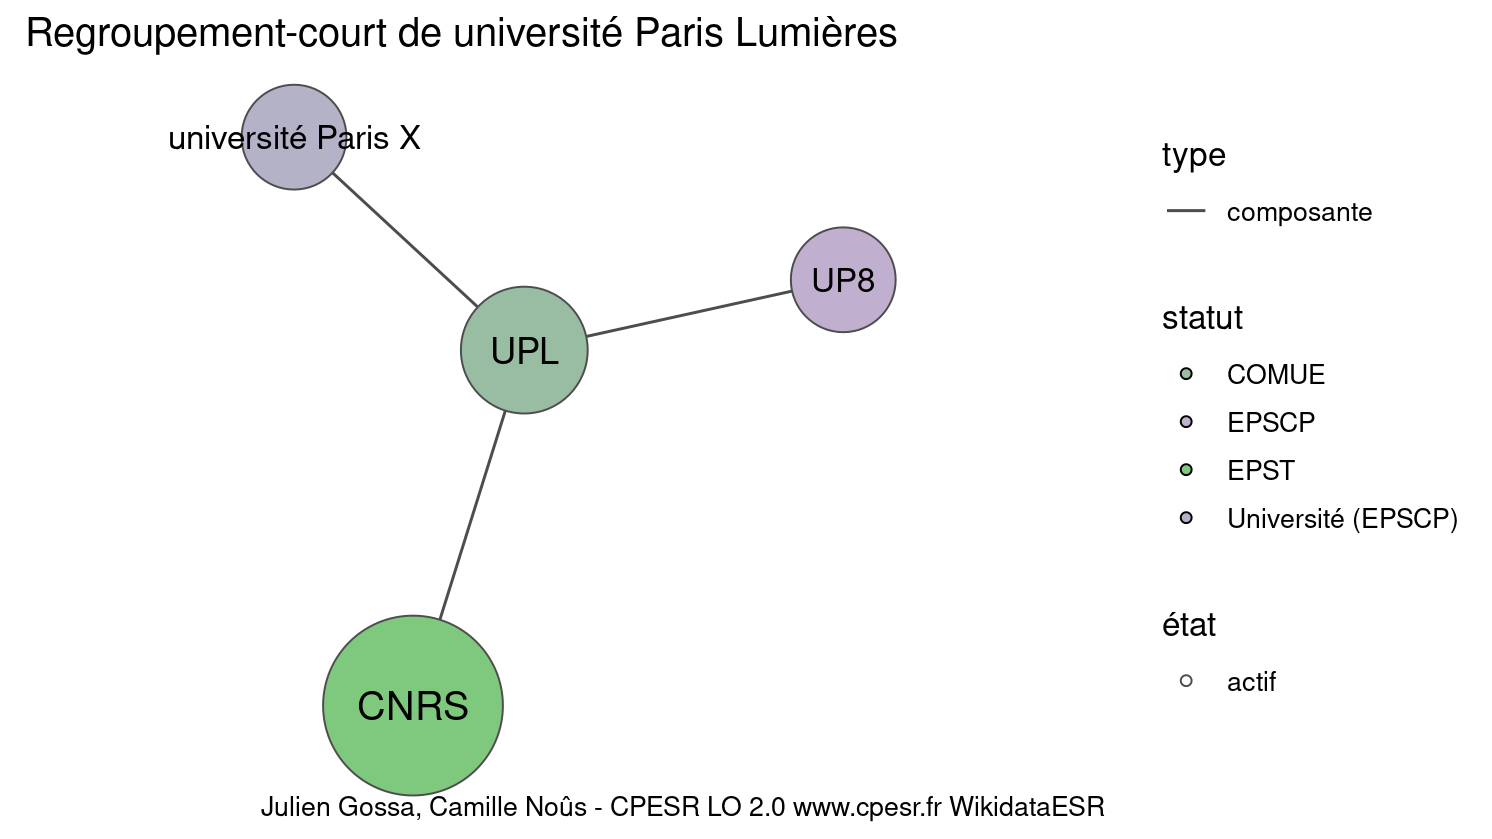 Regroupement-court de université Paris Lumières
université Paris X
UP8
UPL
CNRS
type
composante
statut
COMUE
EPSCP
EPST
Université (EPSCP)
état
actif
Julien Gossa, Camille Noûs - CPESR LO 2.0 www.cpesr.fr WikidataESR